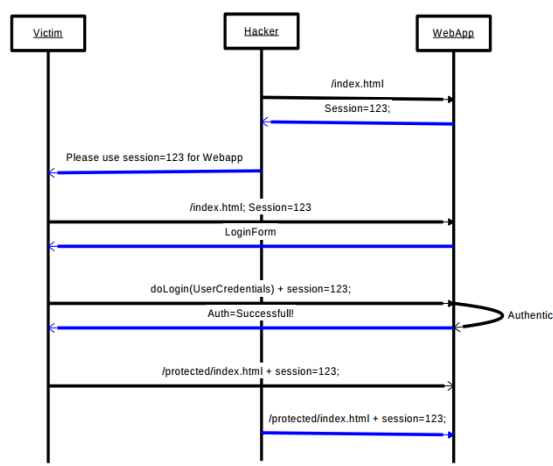 Victim
Hacker
WebApp
/index.html
Session=123;
Please use session=123 for Webapp
/index.html; Session=123
LoginForm
doLogin(UserCredentials) + session=123;
Auth=Successfull!
Authentic
/protected/index.html + session=123;
/protected/index.html + session=123;